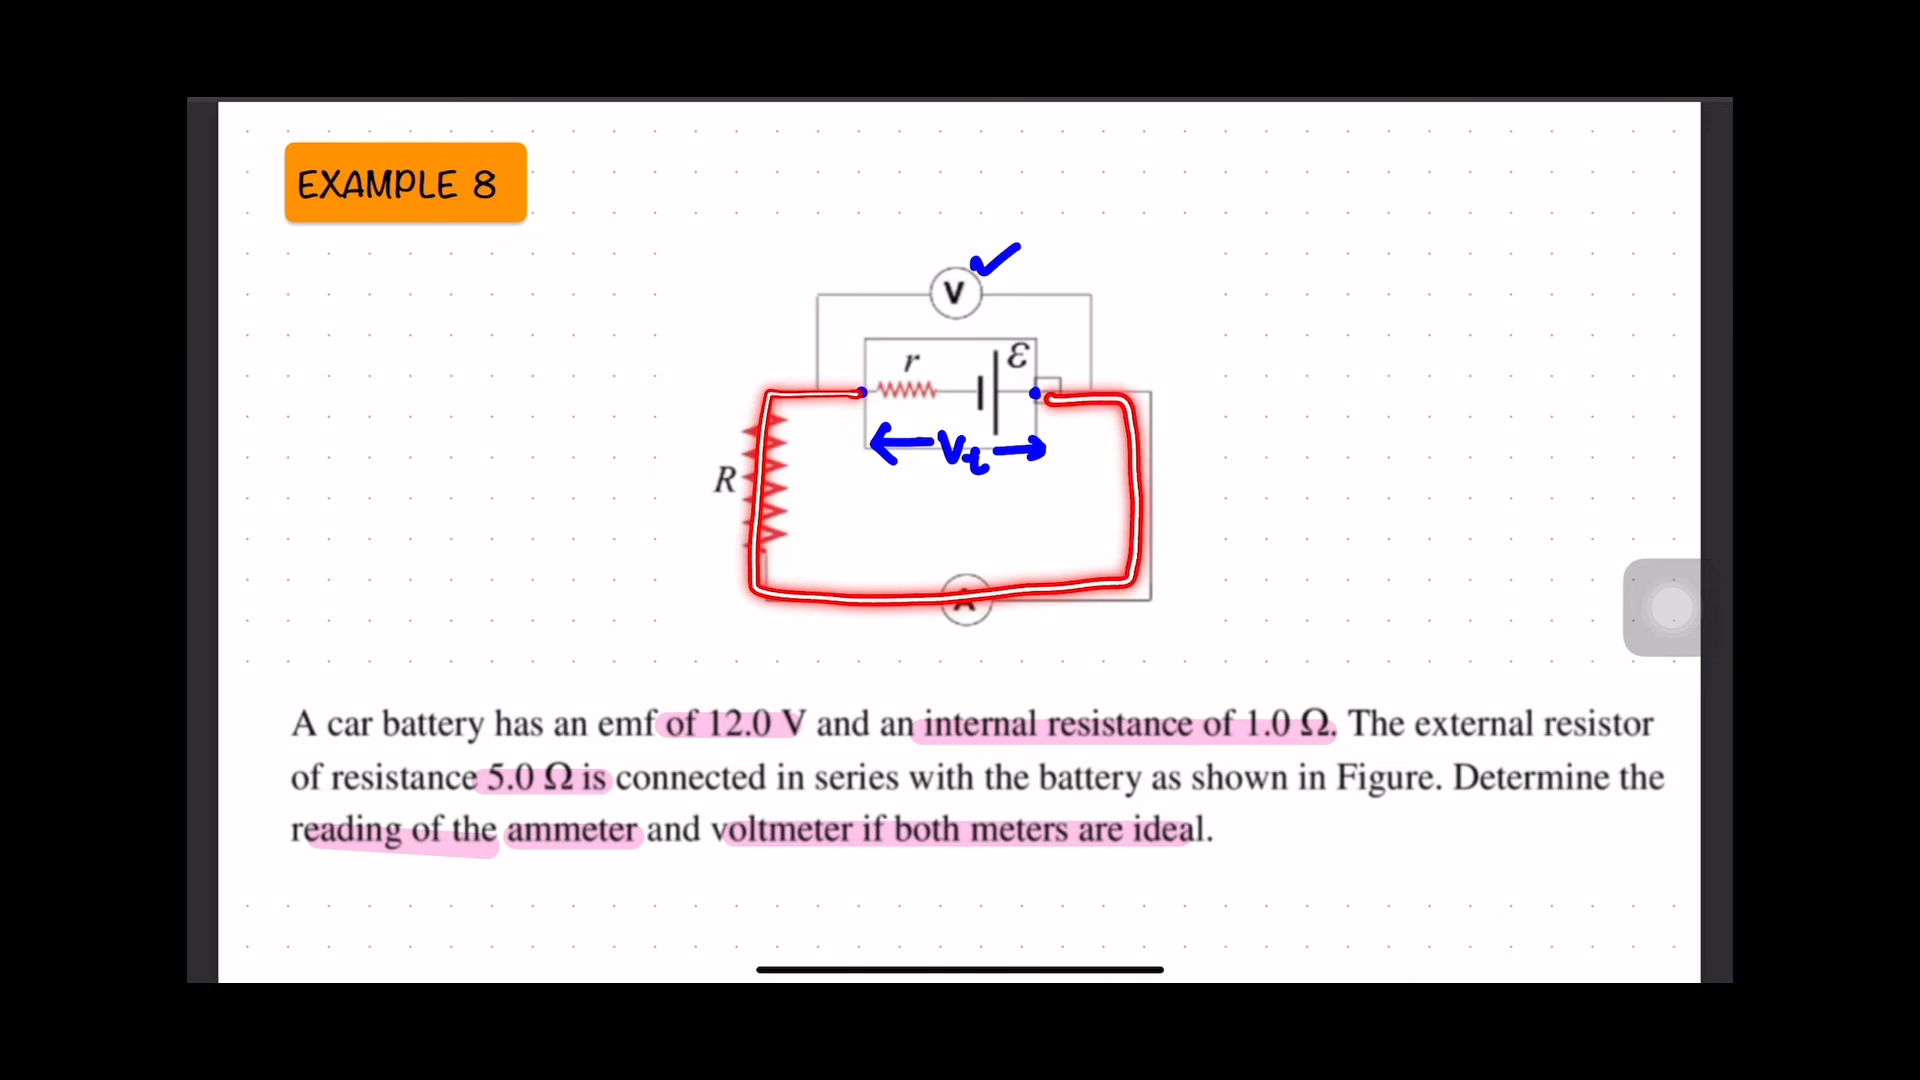 EXAMPLE 8
V
r
ε
Vt
R
A
A car battery has an emf of 12.0 V and an internal resistance of 1.0 Ω. The external resistor
of resistance 5.0 Ω is connected in series with the battery as shown in Figure. Determine the
reading of the ammeter and voltmeter if both meters are ideal.